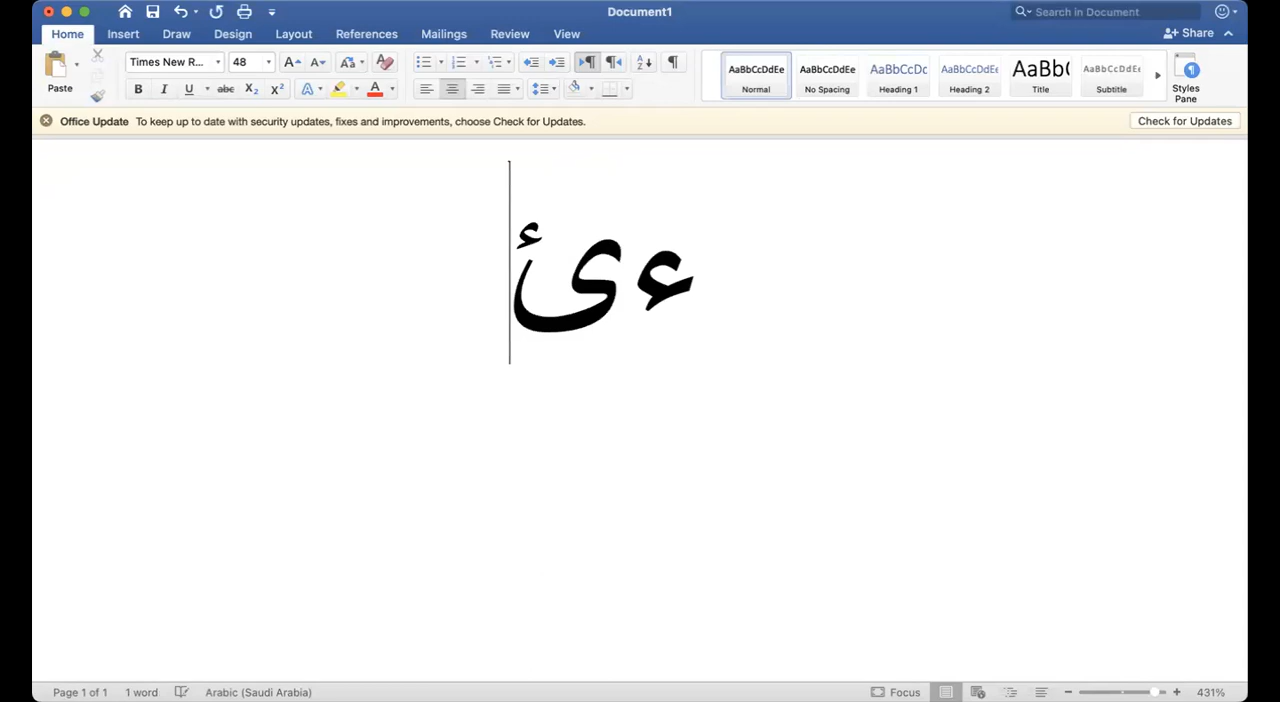 Document1
Search in Document
Home Insert Draw Design Layout References Mailings Review View Share
Paste
Times New R... 48
B I U abc X₂ X² A A
AaBbCcDdEe AaBbCcDdEe AaBbCcDc AaBbCcDdEe AaBb( AaBbCcDdEe
Normal No Spacing Heading 1 Heading 2 Title Subtitle
Styles Pane
Office Update To keep up to date with security updates, fixes and improvements, choose Check for Updates.
Check for Updates
ءئ
Page 1 of 1 1 word Arabic (Saudi Arabia) Focus 431%